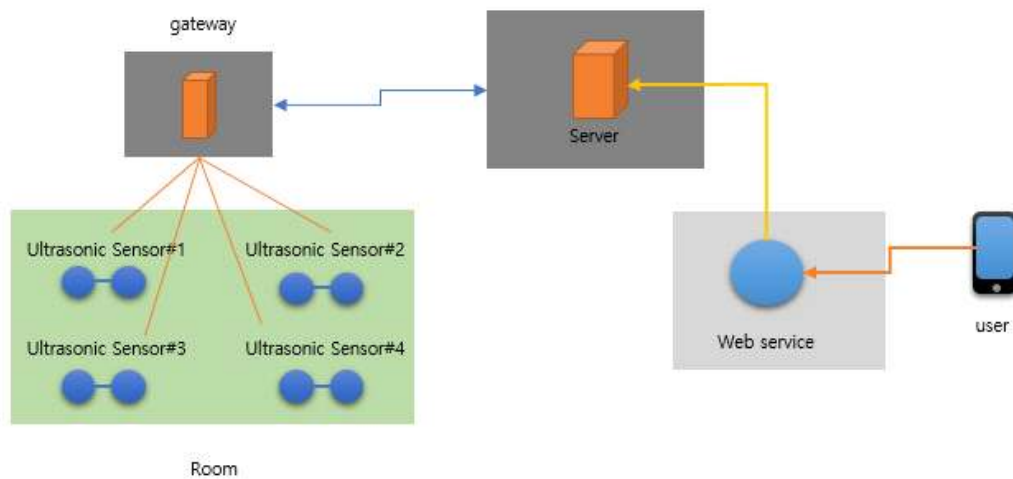 gateway
Server
Ultrasonic Sensor#1
Ultrasonic Sensor#2
Ultrasonic Sensor#3
Ultrasonic Sensor#4
Web service
user
Room